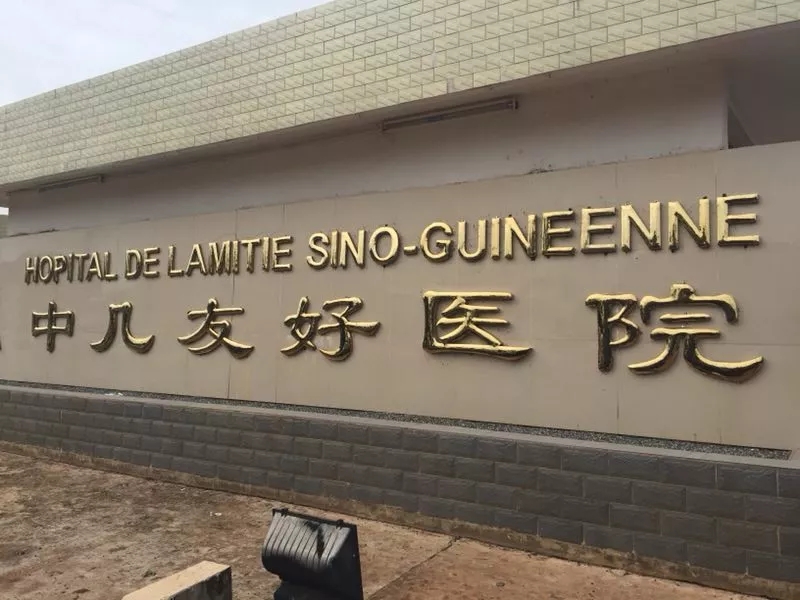 HOPITAL DE LAMITIE SINO-GUINEENNE
中几友好医院